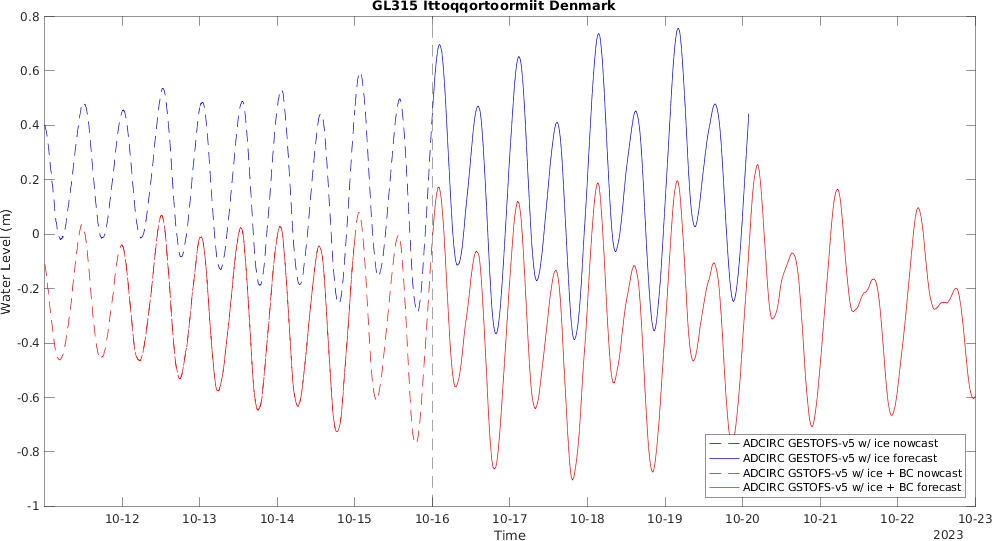 GL315 Ittoqqortoormiit Denmark
0.8
0.6
0.4
0.2
0
-0.2
-0.4
-0.6
-0.8
-1
Water Level (m)
ADCIRC GESTOFS-v5 w/ ice nowcast
ADCIRC GESTOFS-v5 w/ ice forecast
ADCIRC GSTOFS-v5 w/ ice + BC nowcast
ADCIRC GSTOFS-v5 w/ ice + BC forecast
10-12 10-13 10-14 10-15 10-16 10-17 10-18 10-19 10-20 10-21 10-22 10-23
Time
2023